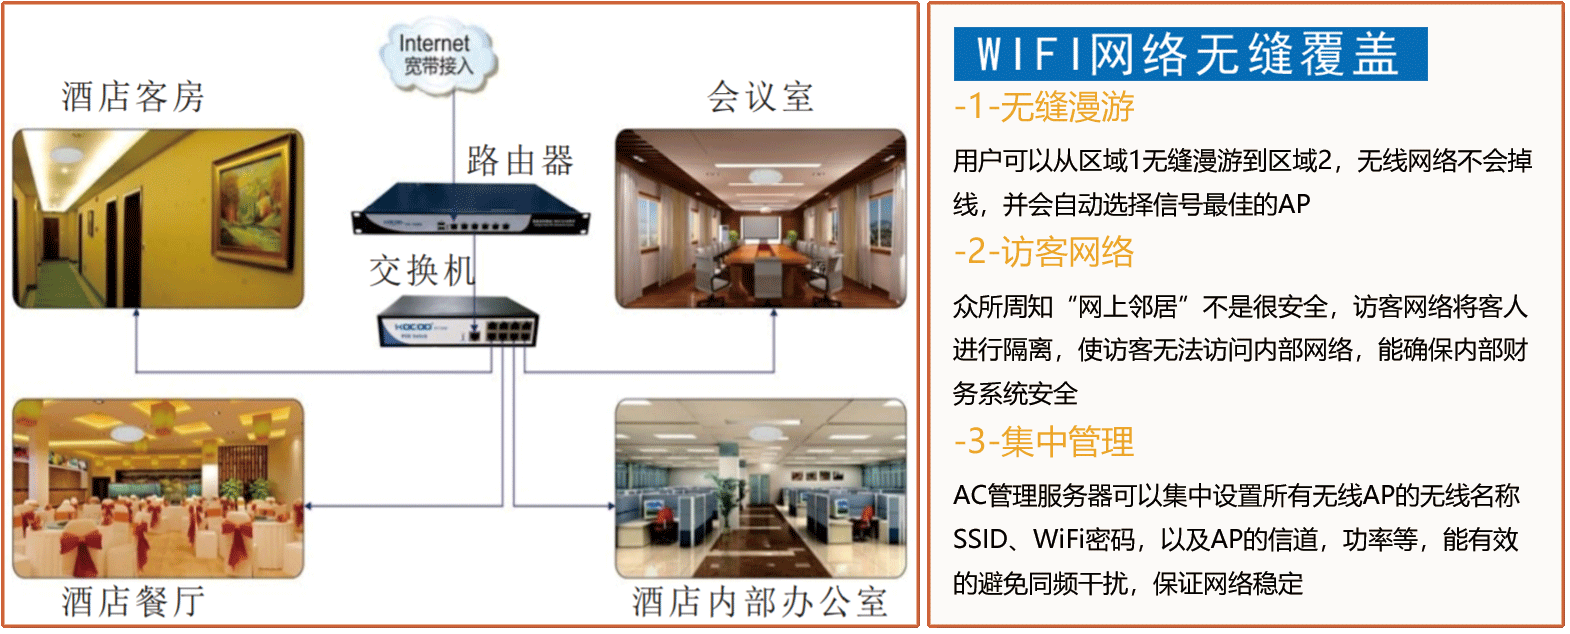 Internet
宽带接入
酒店客房
会议室
路由器
交换机
KOCOO
酒店餐厅
酒店内部办公室
WIFI网络无缝覆盖
-1-无缝漫游
用户可以从区域1无缝漫游到区域2，无线网络不会掉
线，并会自动选择信号最佳的AP
-2-访客网络
众所周知“网上邻居”不是很安全，访客网络将客人
进行隔离，使访客无法访问内部网络，能确保内部财
务系统安全
-3-集中管理
AC管理服务器可以集中设置所有无线AP的无线名称
SSID、WiFi密码，以及AP的信道，功率等，能有效
的避免同频干扰，保证网络稳定